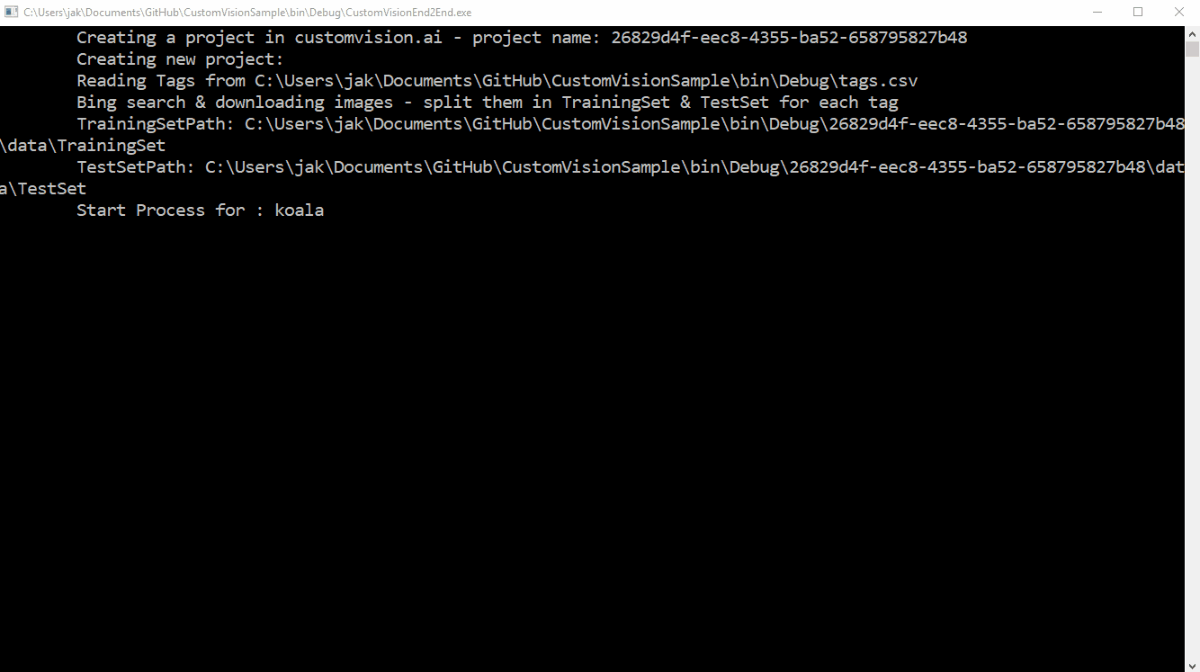 C:\Users\jak\Documents\GitHub\CustomVisionSample\bin\Debug\CustomVisionEnd2End.exe
Creating a project in customvision.ai - project name: 26829d4f-eec8-4355-ba52-658795827b48
Creating new project:
Reading Tags from C:\Users\jak\Documents\GitHub\CustomVisionSample\bin\Debug\tags.csv
Bing search & downloading images - split them in TrainingSet & TestSet for each tag
TrainingSetPath: C:\Users\jak\Documents\GitHub\CustomVisionSample\bin\Debug\26829d4f-eec8-4355-ba52-658795827b48
\data\TrainingSet
TestSetPath: C:\Users\jak\Documents\GitHub\CustomVisionSample\bin\Debug\26829d4f-eec8-4355-ba52-658795827b48\dat
a\TestSet
Start Process for : koala